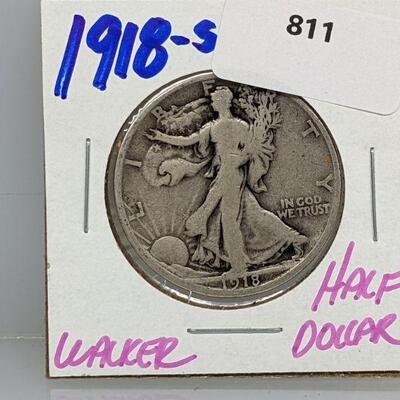 1918-S
811
LIBERTY
IN GOD
WE TRUST
1918
HALF
DOLLAR
WALKER